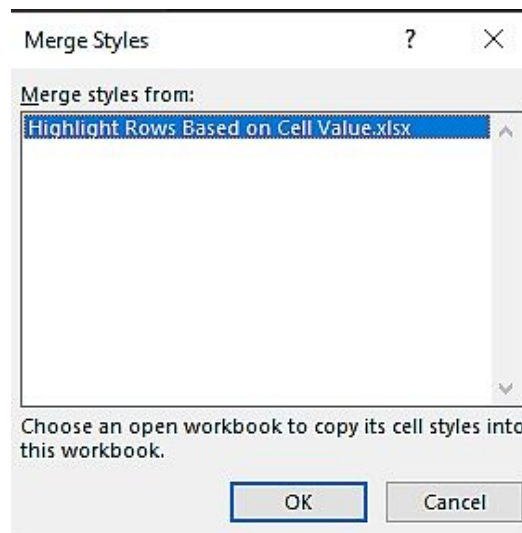 Merge Styles ?
Merge styles from:
Highlight Rows Based on Cell Value.xlsx
Choose an open workbook to copy its cell styles into
this workbook.
OK Cancel